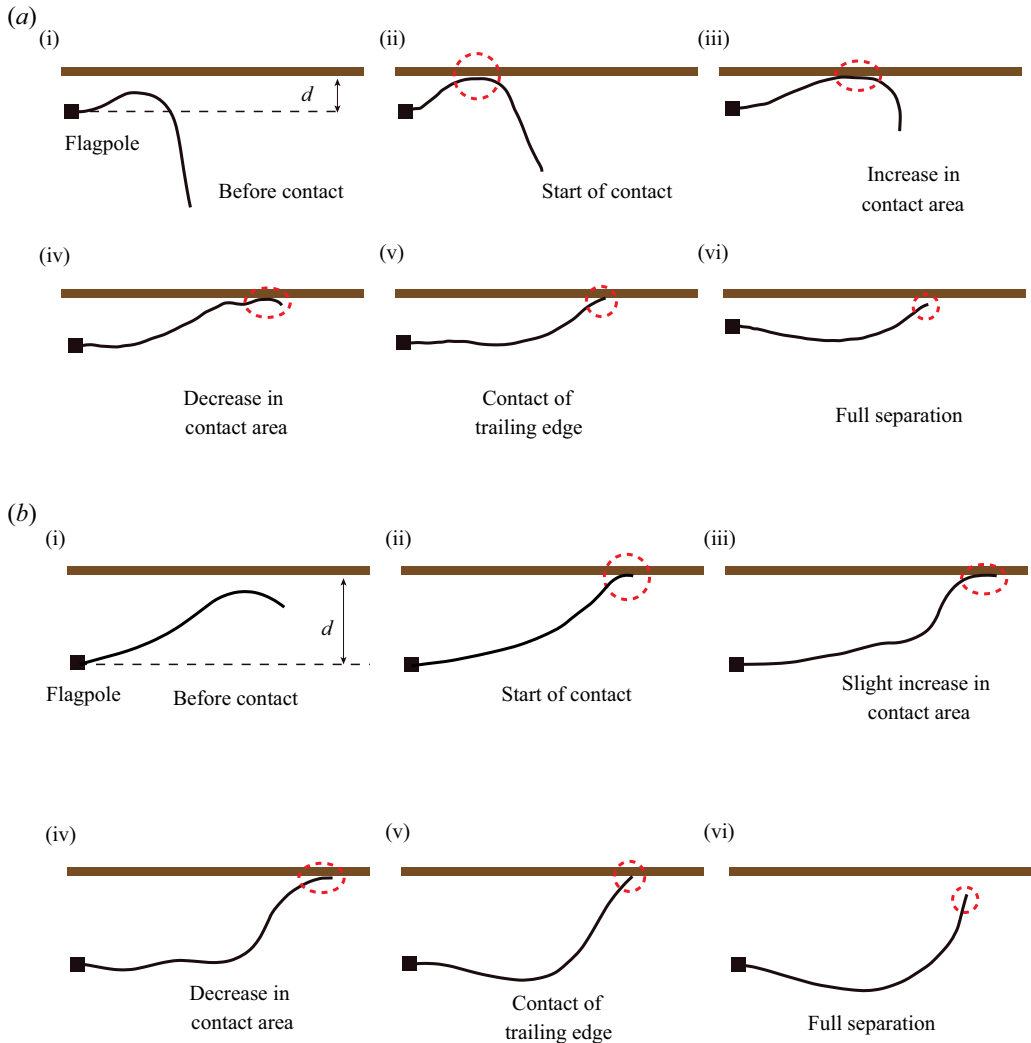 (a)
(i)
(ii)
(iii)
d
Flagpole
Before contact
Start of contact
Increase in
contact area
(iv)
(v)
(vi)
Decrease in
contact area
Contact of
trailing edge
Full separation
(b)
(i)
(ii)
(iii)
d
Flagpole
Before contact
Start of contact
Slight increase in
contact area
(iv)
(v)
(vi)
Decrease in
contact area
Contact of
trailing edge
Full separation